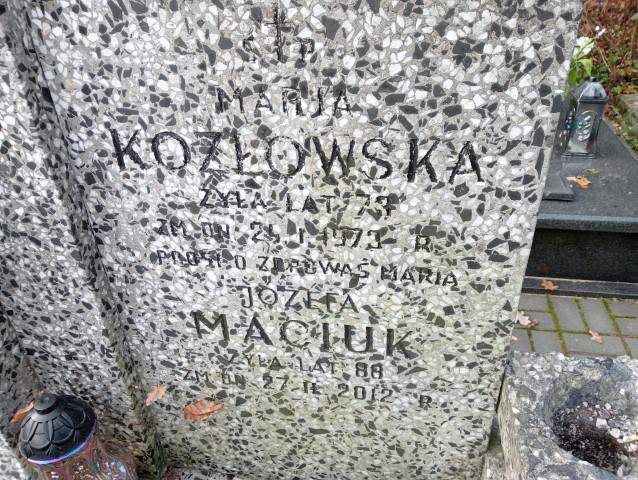 Ś P
MARJA
KOZŁOWSKA
ŻYŁA LAT 73
ZM. DN. 25. I. 1973 R.
PROSI O ZDROWAŚ MARIA
JÓZEFA
MACIUK
ŻYŁA LAT 88
ZM. DN. 27. II. 2012 R.